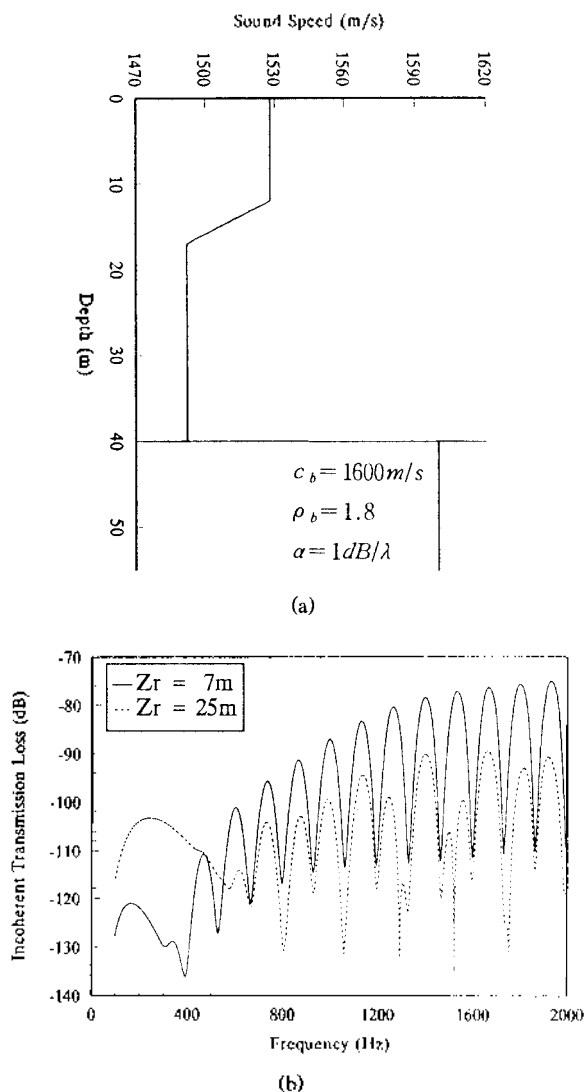 Sound Speed (m/s)
1470 1500 1530 1560 1590 1620
0
10
20
30
40
50
Depth (m)
c b = 1600m/s
ρ b = 1.8
α = 1dB/λ
(a)
-70
-80
-90
-100
-110
-120
-130
-140
Incoherent Transmission Loss (dB)
Zr = 7m
Zr = 25m
0 400 800 1200 1600 2000
Frequency (Hz)
(b)